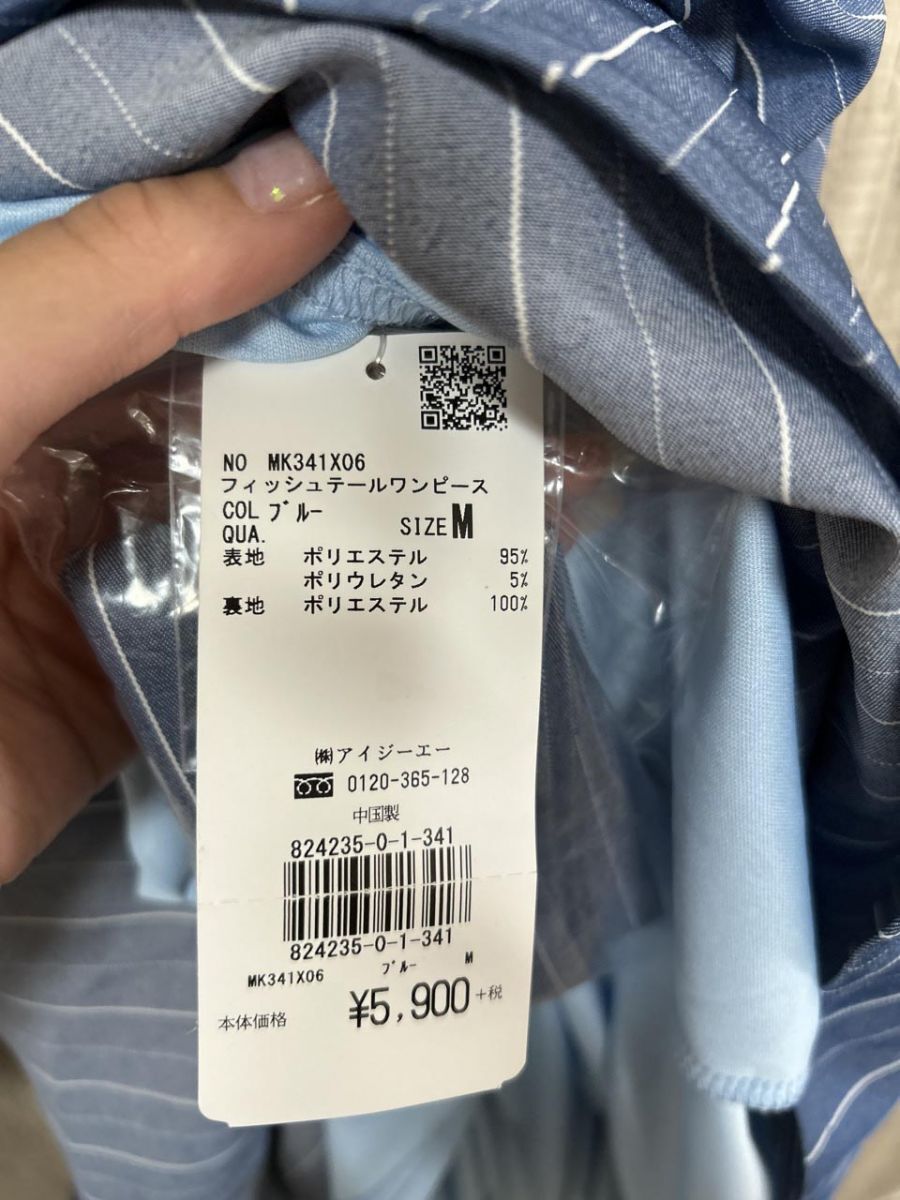 NO MK341X06
フィッシュテールワンピース
COL ブルー
QUA. SIZE M
表地 ポリエステル 95%
ポリウレタン 5%
裏地 ポリエステル 100%
㈱アイジーエー
0120-365-128
中国製
824235-0-1-341
824235-0-1-341
MK341X06 ブルー M
本体価格 ¥5,900+税